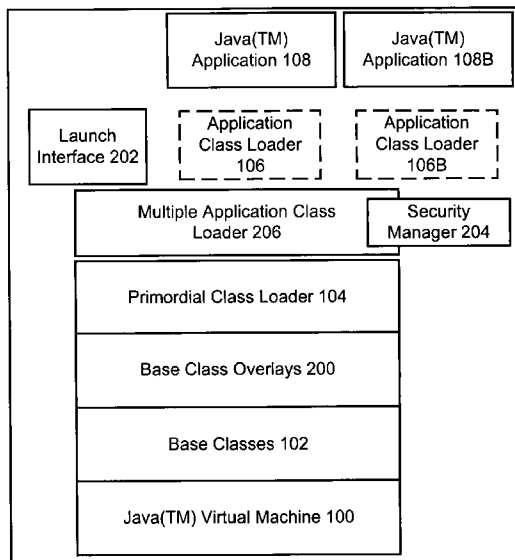 Java(TM)
Application 108
Java(TM)
Application 108B
Launch
Interface 202
Application
Class Loader
106
Application
Class Loader
106B
Multiple Application Class
Loader 206
Security
Manager 204
Primordial Class Loader 104
Base Class Overlays 200
Base Classes 102
Java(TM) Virtual Machine 100